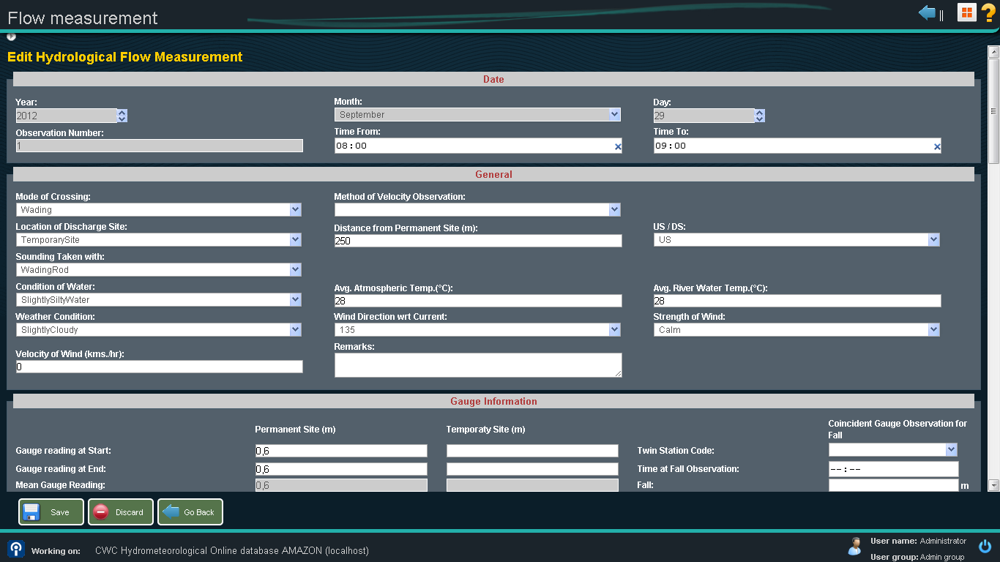 Flow measurement
?
Edit Hydrological Flow Measurement
Date
Year: Month: Day:
2012 September 29
Observation Number: Time From: Time To:
1 08:00 09:00
General
Mode of Crossing: Method of Velocity Observation:
Wading
Location of Discharge Site: Distance from Permanent Site (m): US / DS:
TemporarySite 250 US
Sounding Taken with:
WadingRod
Condition of Water: Avg. Atmospheric Temp.(°C): Avg. River Water Temp.(°C):
SlightlySiltyWater 28 28
Weather Condition: Wind Direction wrt Current: Strength of Wind:
SlightlyCloudy 135 Calm
Velocity of Wind (kms./hr): Remarks:
0
Gauge Information
Permanent Site (m) Temporaty Site (m) Coincident Gauge Observation for
Fall
Gauge reading at Start: 0,6 Twin Station Code:
Gauge reading at End: 0,6 Time at Fall Observation: --:--
Mean Gauge Reading: 0,6 Fall: m
Save Discard Go Back
Working on: CWC Hydrometeorological Online database AMAZON (localhost) User name: Administrator
User group: Admin group